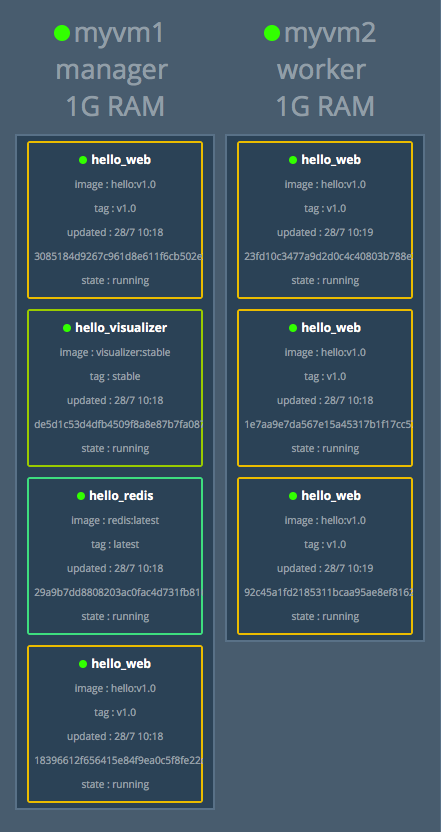 myvm1
manager
1G RAM
hello_web
image : hello:v1.0
tag : v1.0
updated : 28/7 10:18
3085184d9267c961d8e611f6cb502e
state : running
hello_visualizer
image : visualizer:stable
tag : stable
updated : 28/7 10:18
de5d1c53d4dfb4509f8a8e87b7fa08
state : running
hello_redis
image : redis:latest
tag : latest
updated : 28/7 10:18
29a9b7dd8808203ac0fac4d731fb81
state : running
hello_web
image : hello:v1.0
tag : v1.0
updated : 28/7 10:18
18396612f656415e84f9ea0c5f8fe22
state : running
myvm2
worker
1G RAM
hello_web
image : hello:v1.0
tag : v1.0
updated : 28/7 10:19
23fd10c3477a9d2d0c4c40803b788e
state : running
hello_web
image : hello:v1.0
tag : v1.0
updated : 28/7 10:18
1e7aa9e7da567e15a45317b1f17cc5
state : running
hello_web
image : hello:v1.0
tag : v1.0
updated : 28/7 10:19
92c45a1fd2185311bcaa95ae8ef8162
state : running